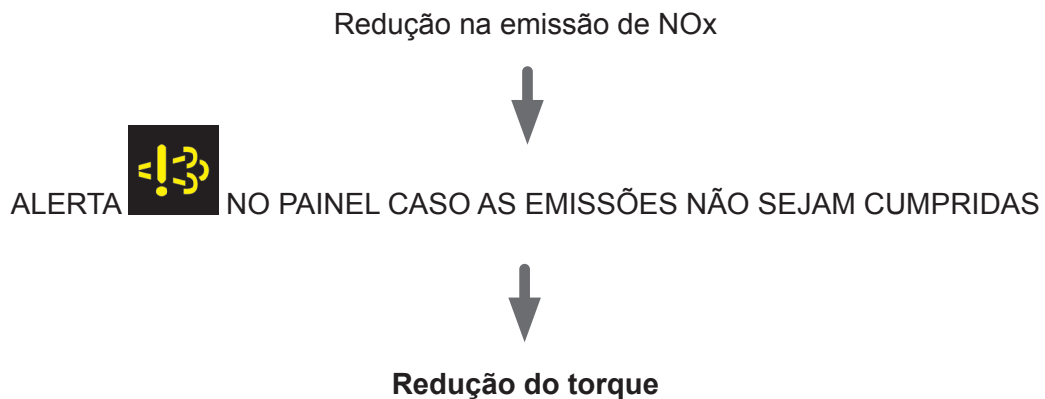 Redução na emissão de NOx
ALERTA NO PAINEL CASO AS EMISSÕES NÃO SEJAM CUMPRIDAS
Redução do torque